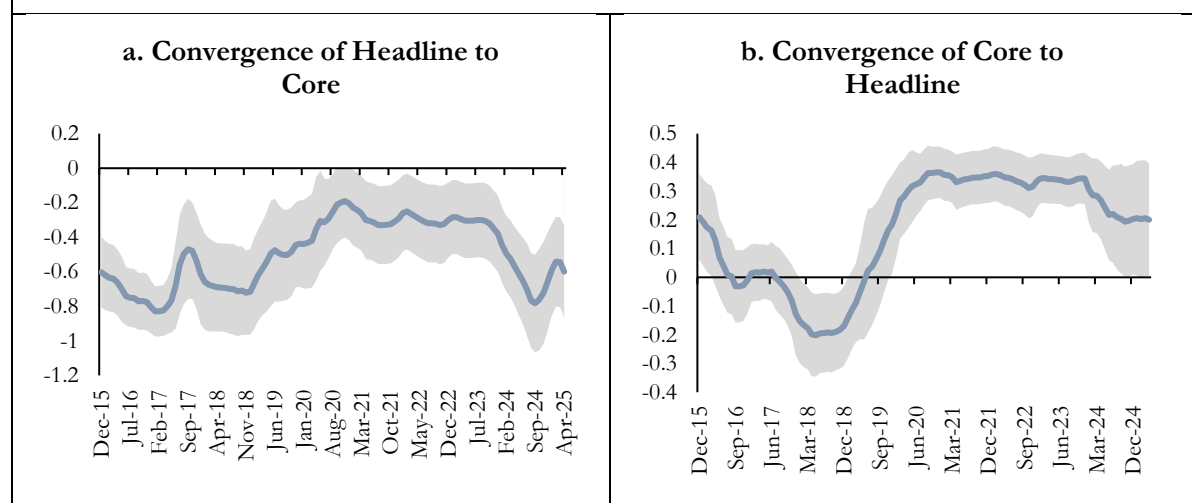 a. Convergence of Headline to
Core
0.2
0
-0.2
-0.4
-0.6
-0.8
-1
-1.2
Dec-15
Jul-16
Feb-17
Sep-17
Apr-18
Nov-18
Jun-19
Jan-20
Aug-20
Mar-21
Oct-21
May-22
Dec-22
Jul-23
Feb-24
Sep-24
Apr-25
b. Convergence of Core to
Headline
0.5
0.4
0.3
0.2
0.1
0
-0.1
-0.2
-0.3
-0.4
Dec-15
Sep-16
Jun-17
Mar-18
Dec-18
Sep-19
Jun-20
Mar-21
Dec-21
Sep-22
Jun-23
Mar-24
Dec-24